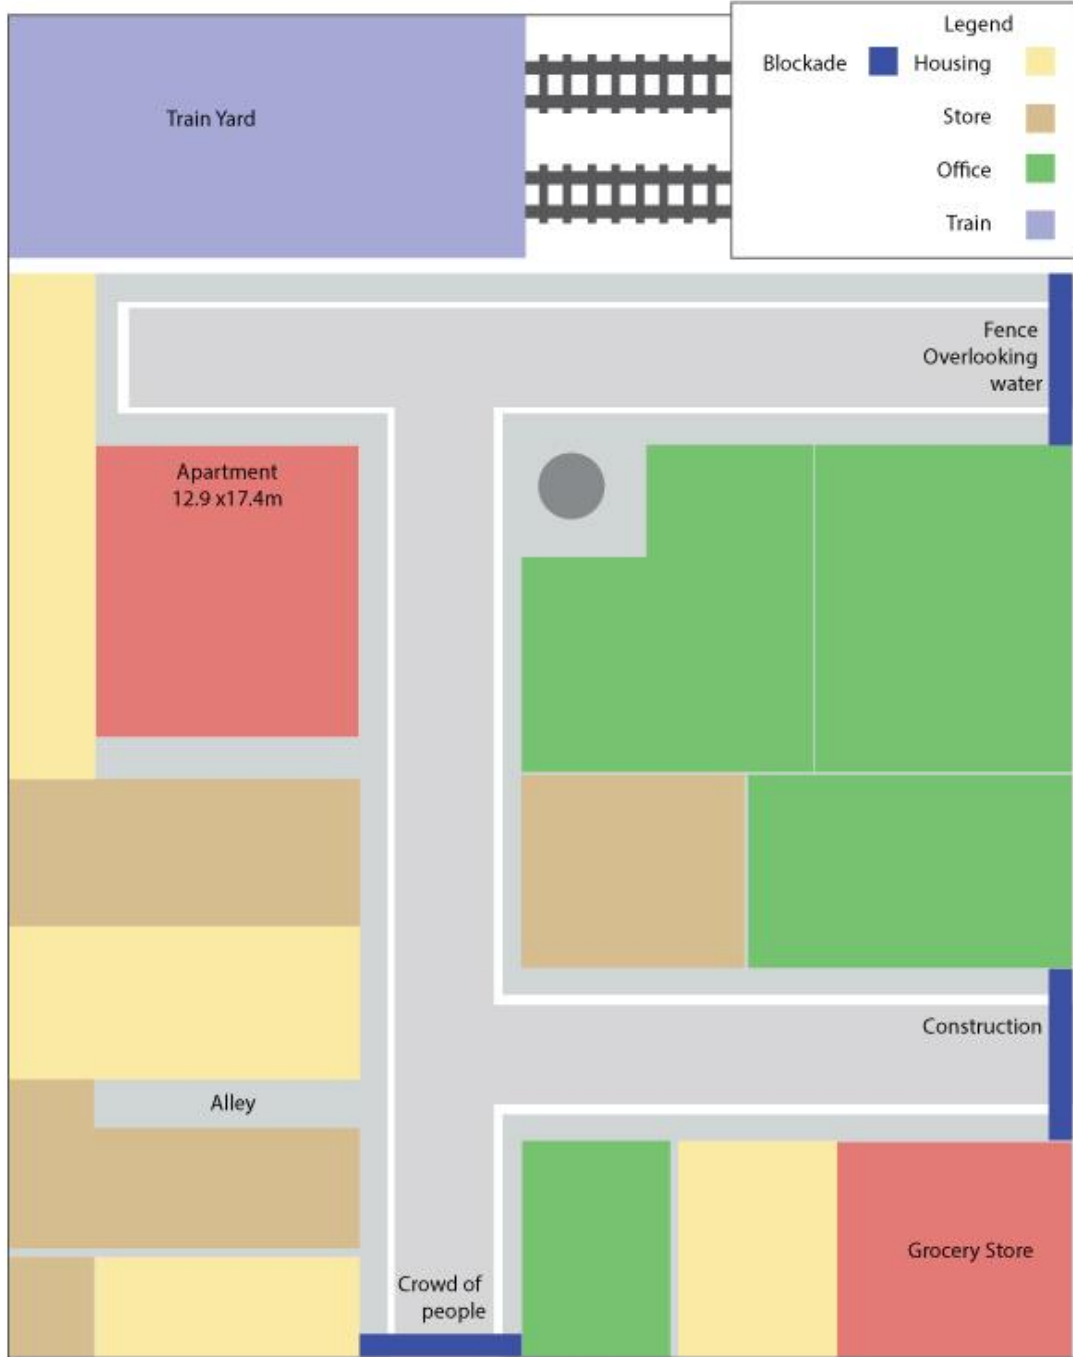 Legend
Blockade
Housing
Store
Office
Train
Train Yard
Fence
Overlooking
water
Apartment
12.9 x17.4m
Construction
Alley
Grocery Store
Crowd of
people